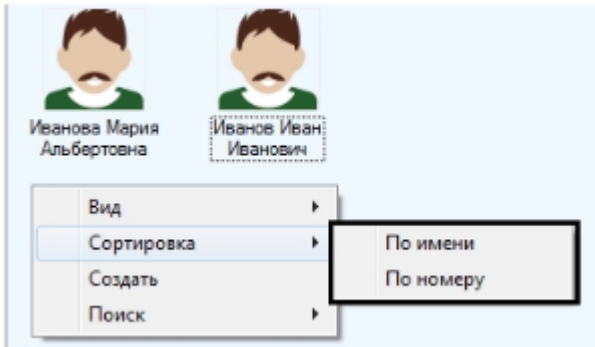 Иванова Мария
Альбертовна
Иванов Иван
Иванович
Вид
Сортировка
Создать
Поиск
По имени
По номеру